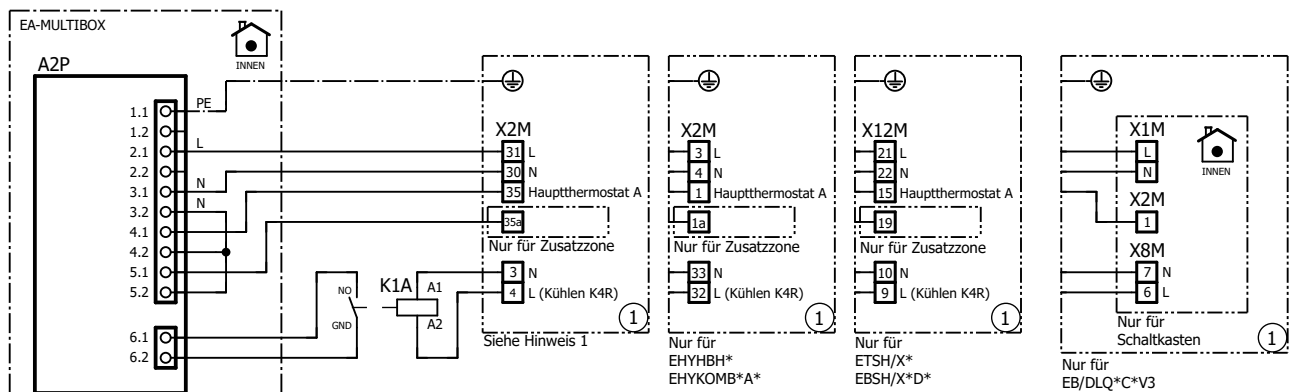 EA-MULTIBOX
INNEN
A2P
1.1
1.2
2.1
2.2
3.1
3.2
4.1
4.2
5.1
5.2
6.1
6.2
PE
L
N
N
NO
GND
K1A
A1
A2
X2M
31 L
30 N
35 Hauptthermostat A
35a
Nur für Zusatzzone
3 N
4 L (Kühlen K4R)
1
Siehe Hinweis 1
X2M
3 L
4 N
1 Hauptthermostat A
1a
Nur für Zusatzzone
33 N
32 L (Kühlen K4R)
1
Nur für
EHYHBH*
EHYKOMB*A*
X12M
21 L
22 N
15 Hauptthermostat A
19
Nur für Zusatzzone
10 N
9 L (Kühlen K4R)
1
Nur für
ETSH/X*
EBSH/X*D*
X1M
L
N
INNEN
X2M
1
X8M
7 N
6 L
Nur für
Schaltkasten
1
Nur für
EB/DLQ*C*V3